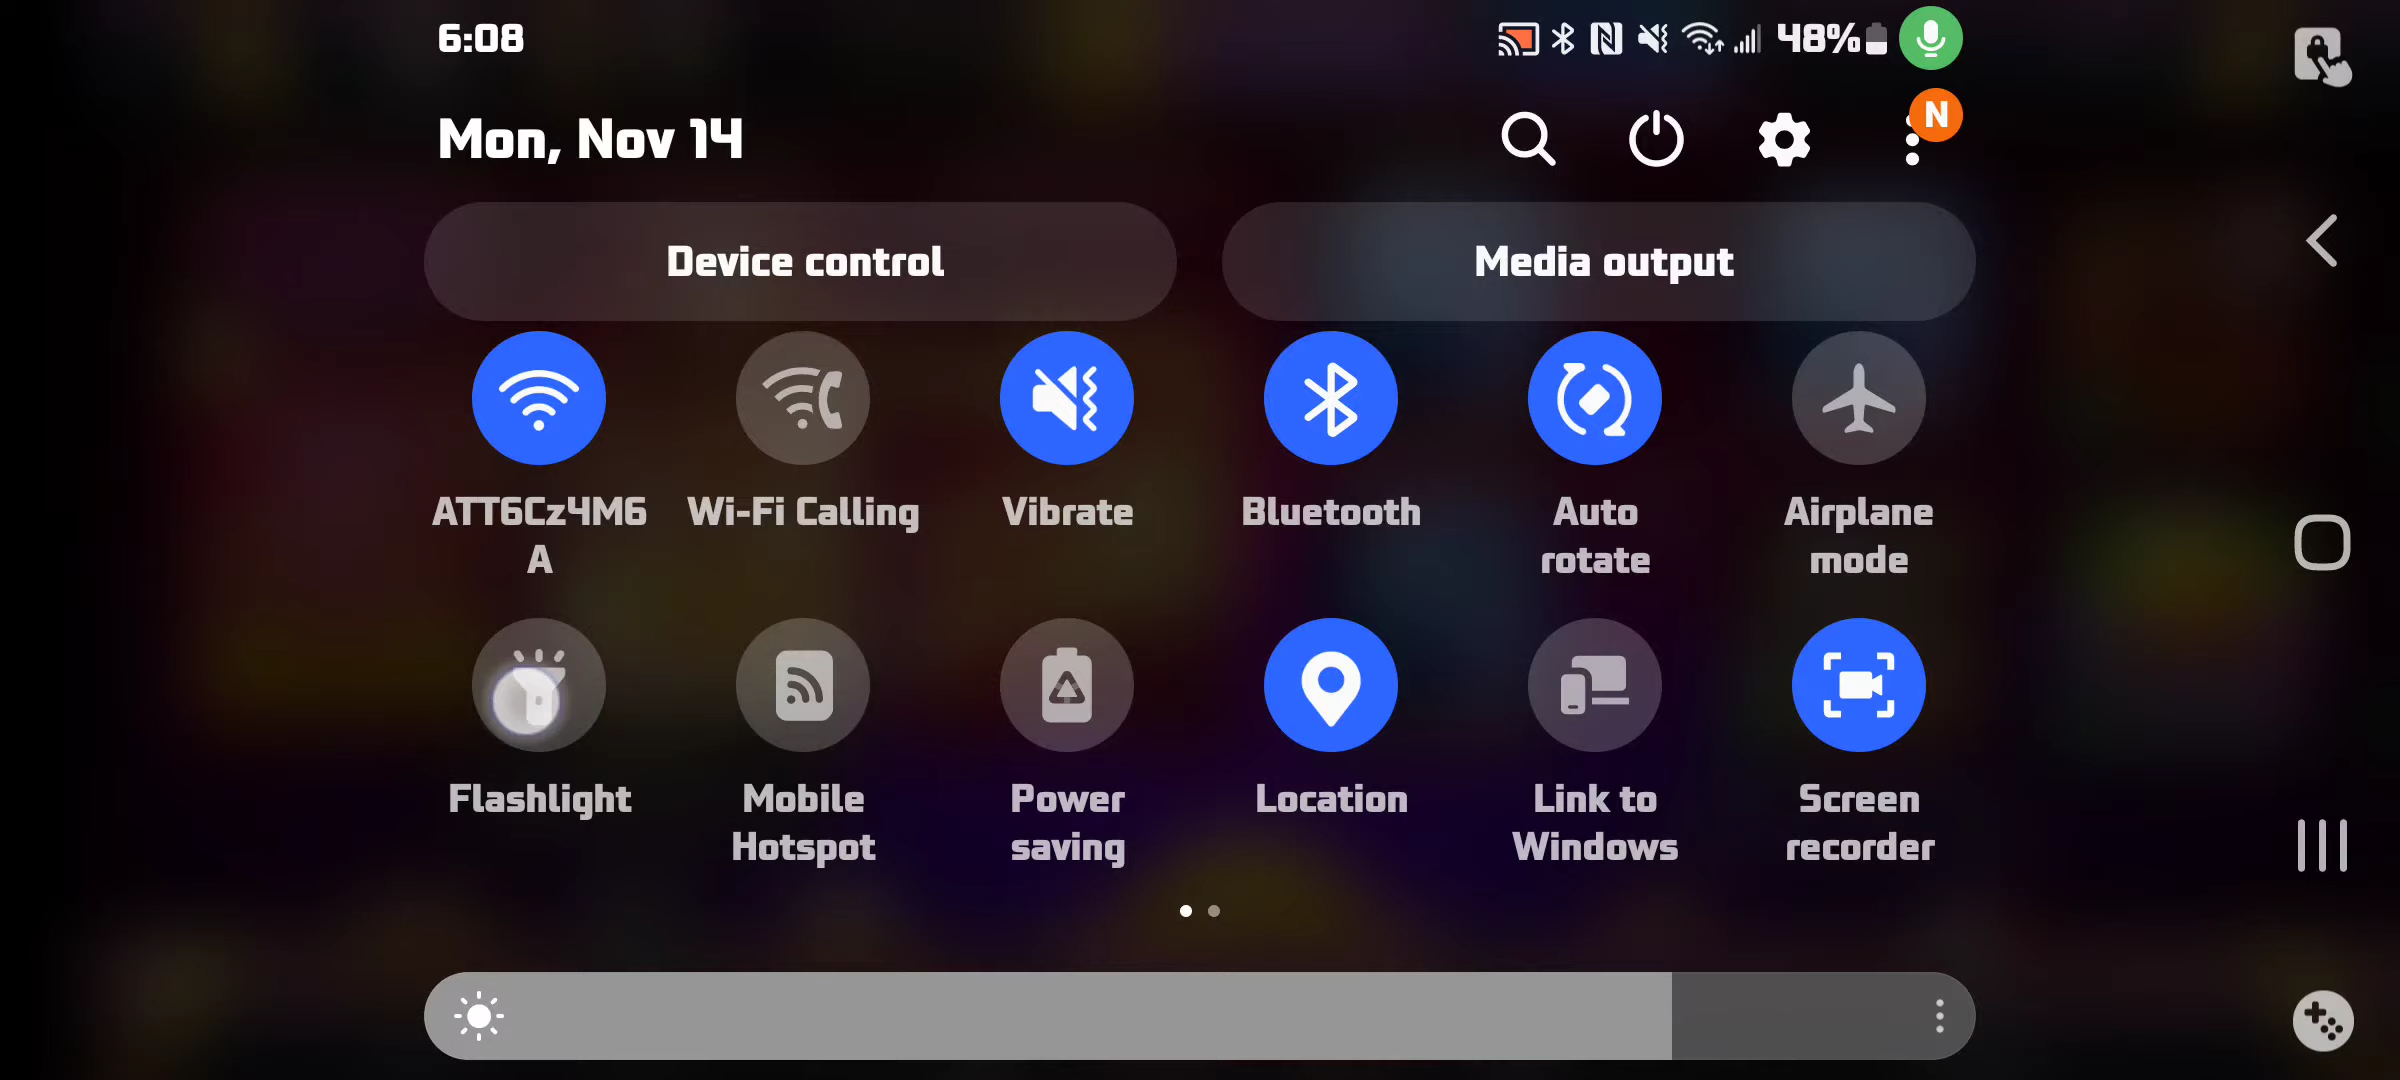 6:08
48%
Mon, Nov 14
N
Device control
Media output
ATT6Cz4M6
A
Wi-Fi Calling
Vibrate
Bluetooth
Auto
rotate
Airplane
mode
Flashlight
Mobile
Hotspot
Power
saving
Location
Link to
Windows
Screen
recorder